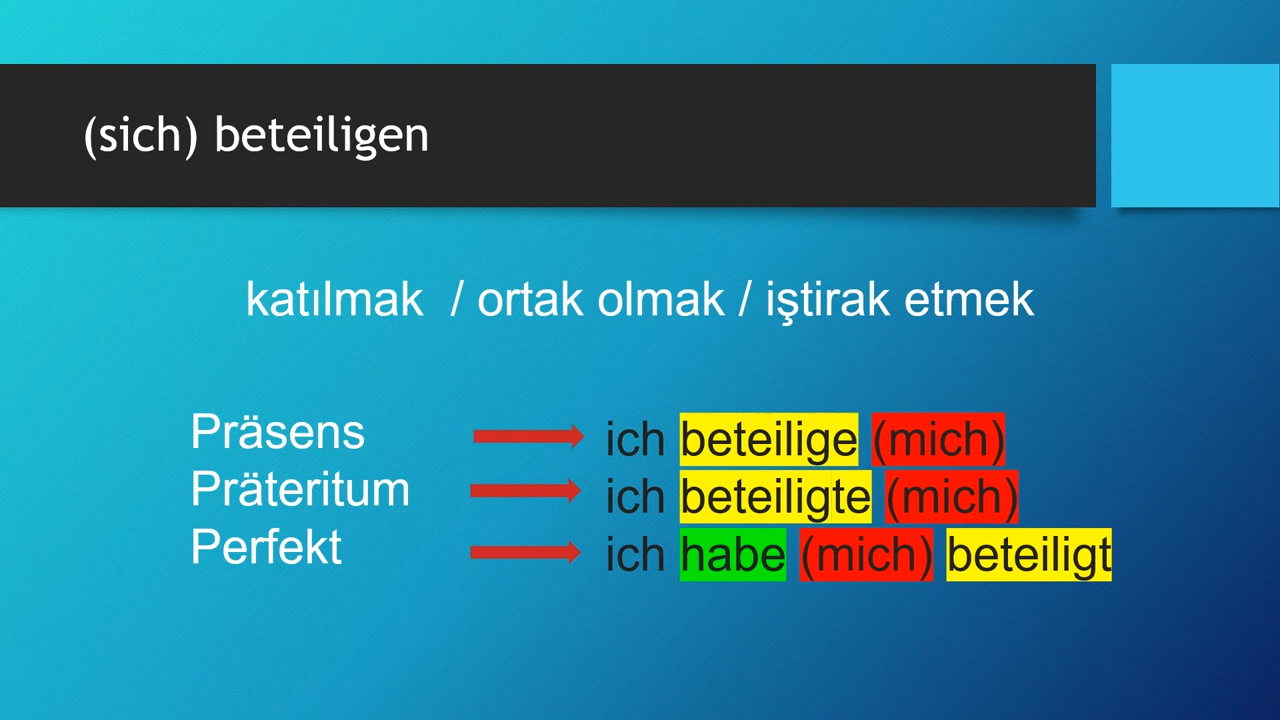 (sich) beteiligen
katılmak / ortak olmak / iştirak etmek
Präsens ich beteilige (mich)
Präteritum ich beteiligte (mich)
Perfekt ich habe (mich) beteiligt